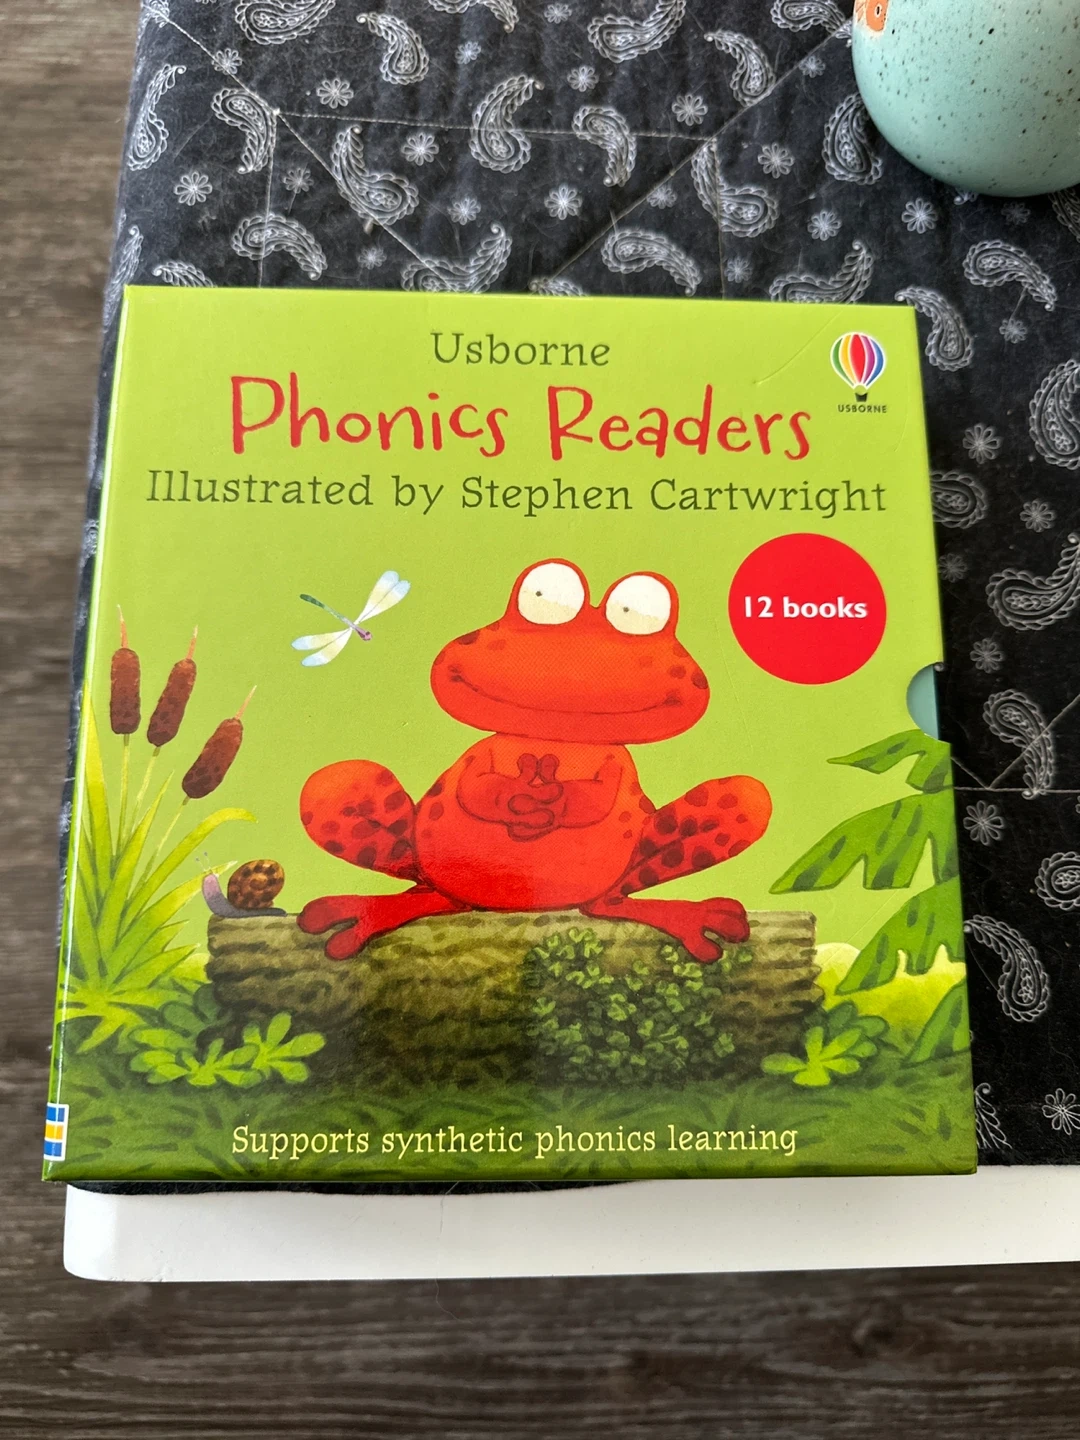 Usborne
Phonics Readers
Illustrated by Stephen Cartwright
USBORNE
12 books
Supports synthetic phonics learning